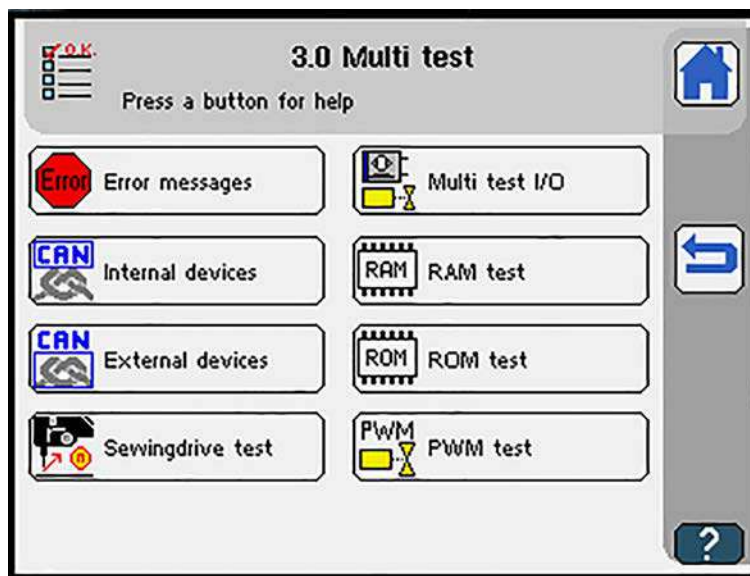 O.K.
3.0 Multi test
Press a button for help
Error
Error messages
Multi test I/O
CAN
Internal devices
RAM
RAM test
CAN
External devices
ROM
ROM test
Sewingdrive test
PWM
PWM test
?